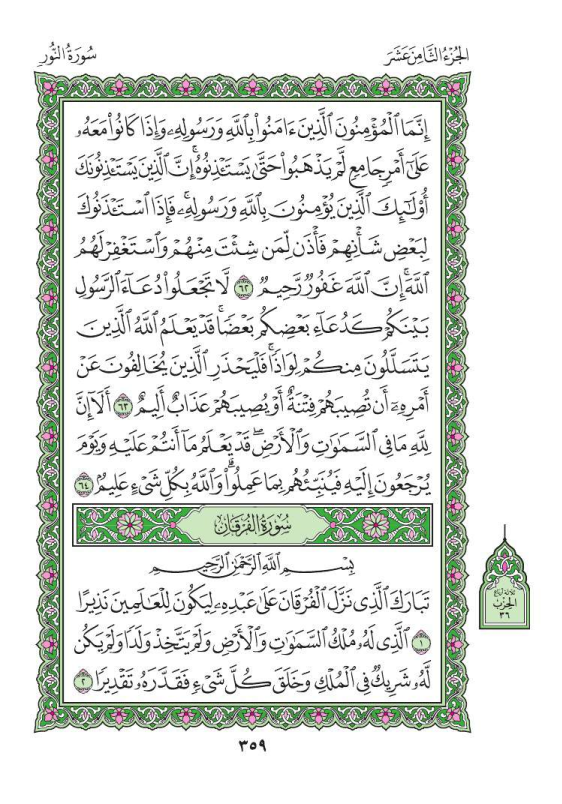 الجُزْءُ الثَّامِنَ عَشَرَ
سُورَةُ النُّورِ
إِنَّمَا ٱلْمُؤْمِنُونَ ٱلَّذِينَ ءَامَنُواْ بِٱللَّهِ وَرَسُولِهِۦ وَإِذَا كَانُواْ مَعَهُۥ
عَلَىٰٓ أَمْرٍ جَامِعٍ لَّمْ يَذْهَبُواْ حَتَّىٰ يَسْتَـْٔذِنُوهُۚ إِنَّ ٱلَّذِينَ يَسْتَـْٔذِنُونَكَ
أُوْلَـٰٓئِكَ ٱلَّذِينَ يُؤْمِنُونَ بِٱللَّهِ وَرَسُولِهِۦۚ فَإِذَا ٱسْتَـْٔذَنُوكَ
لِبَعْضِ شَأْنِهِمْ فَأْذَن لِّمَن شِئْتَ مِنْهُمْ وَٱسْتَغْفِرْ لَهُمُ
ٱللَّهَۚ إِنَّ ٱللَّهَ غَفُورٌ رَّحِيمٌ ٦٢ لَّا تَجْعَلُواْ دُعَآءَ ٱلرَّسُولِ
بَيْنَكُمْ كَدُعَآءِ بَعْضِكُم بَعْضًاۚ قَدْ يَعْلَمُ ٱللَّهُ ٱلَّذِينَ
يَتَسَلَّلُونَ مِنكُمْ لِوَاذًاۚ فَلْيَحْذَرِ ٱلَّذِينَ يُخَالِفُونَ عَنْ
أَمْرِهِۦٓ أَن تُصِيبَهُمْ فِتْنَةٌ أَوْ يُصِيبَهُمْ عَذَابٌ أَلِيمٌ ٦٣ أَلَآ إِنَّ
لِلَّهِ مَا فِي ٱلسَّمَـٰوَٰتِ وَٱلْأَرْضِۖ قَدْ يَعْلَمُ مَآ أَنتُمْ عَلَيْهِ وَيَوْمَ
يُرْجَعُونَ إِلَيْهِ فَيُنَبِّئُهُم بِمَا عَمِلُواْۗ وَٱللَّهُ بِكُلِّ شَيْءٍ عَلِيمٌۢ ٦٤
سُورَةُ الْفُرْقَانِ
بِسْمِ ٱللَّهِ ٱلرَّحْمَـٰنِ ٱلرَّحِيمِ
تَبَارَكَ ٱلَّذِي نَزَّلَ ٱلْفُرْقَانَ عَلَىٰ عَبْدِهِۦ لِيَكُونَ لِلْعَـٰلَمِينَ نَذِيرًا
١ ٱلَّذِي لَهُۥ مُلْكُ ٱلسَّمَـٰوَٰتِ وَٱلْأَرْضِ وَلَمْ يَتَّخِذْ وَلَدًا وَلَمْ يَكُن
لَّهُۥ شَرِيكٌ فِي ٱلْمُلْكِ وَخَلَقَ كُلَّ شَيْءٍ فَقَدَّرَهُۥ تَقْدِيرًا ٢
ثلاثة أرباع
الحِزْب
٣٦
٣٥٩